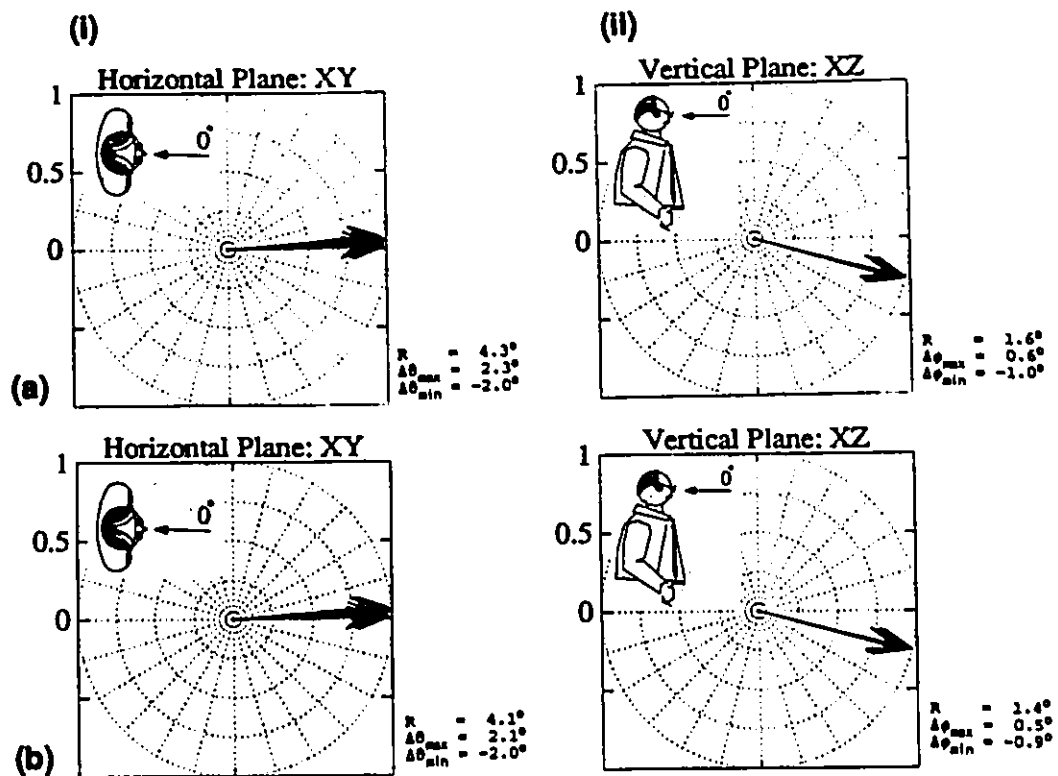 (i)
(ii)
Horizontal Plane: XY
Vertical Plane: XZ
1
0.5
0
0°
1
0.5
0
0°
R = 4.3°
Δθmax = 2.3°
Δθmin = -2.0°
R = 1.6°
Δφmax = 0.6°
Δφmin = -1.0°
(a)
Horizontal Plane: XY
Vertical Plane: XZ
1
0.5
0
0°
1
0.5
0
0°
R = 4.1°
Δθmax = 2.1°
Δθmin = -2.0°
R = 1.4°
Δφmax = 0.5°
Δφmin = -0.9°
(b)